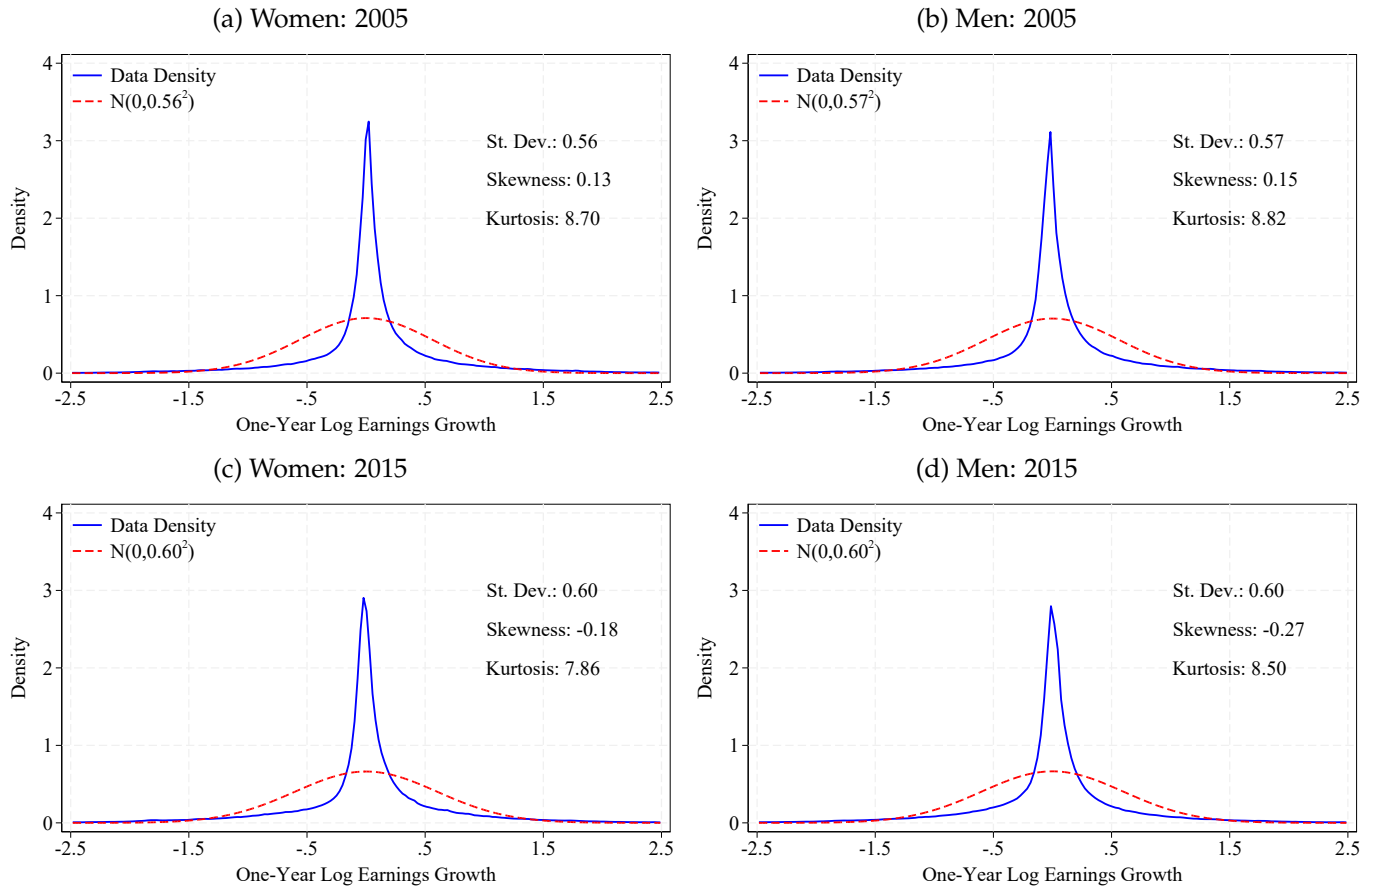 (a) Women: 2005
4
3
2
1
0
Density
Data Density
N(0,0.56²)
St. Dev.: 0.56
Skewness: 0.13
Kurtosis: 8.70
-2.5 -1.5 -.5 .5 1.5 2.5
One-Year Log Earnings Growth
(b) Men: 2005
4
3
2
1
0
Density
Data Density
N(0,0.57²)
St. Dev.: 0.57
Skewness: 0.15
Kurtosis: 8.82
-2.5 -1.5 -.5 .5 1.5 2.5
One-Year Log Earnings Growth
(c) Women: 2015
4
3
2
1
0
Density
Data Density
N(0,0.60²)
St. Dev.: 0.60
Skewness: -0.18
Kurtosis: 7.86
-2.5 -1.5 -.5 .5 1.5 2.5
One-Year Log Earnings Growth
(d) Men: 2015
4
3
2
1
0
Density
Data Density
N(0,0.60²)
St. Dev.: 0.60
Skewness: -0.27
Kurtosis: 8.50
-2.5 -1.5 -.5 .5 1.5 2.5
One-Year Log Earnings Growth